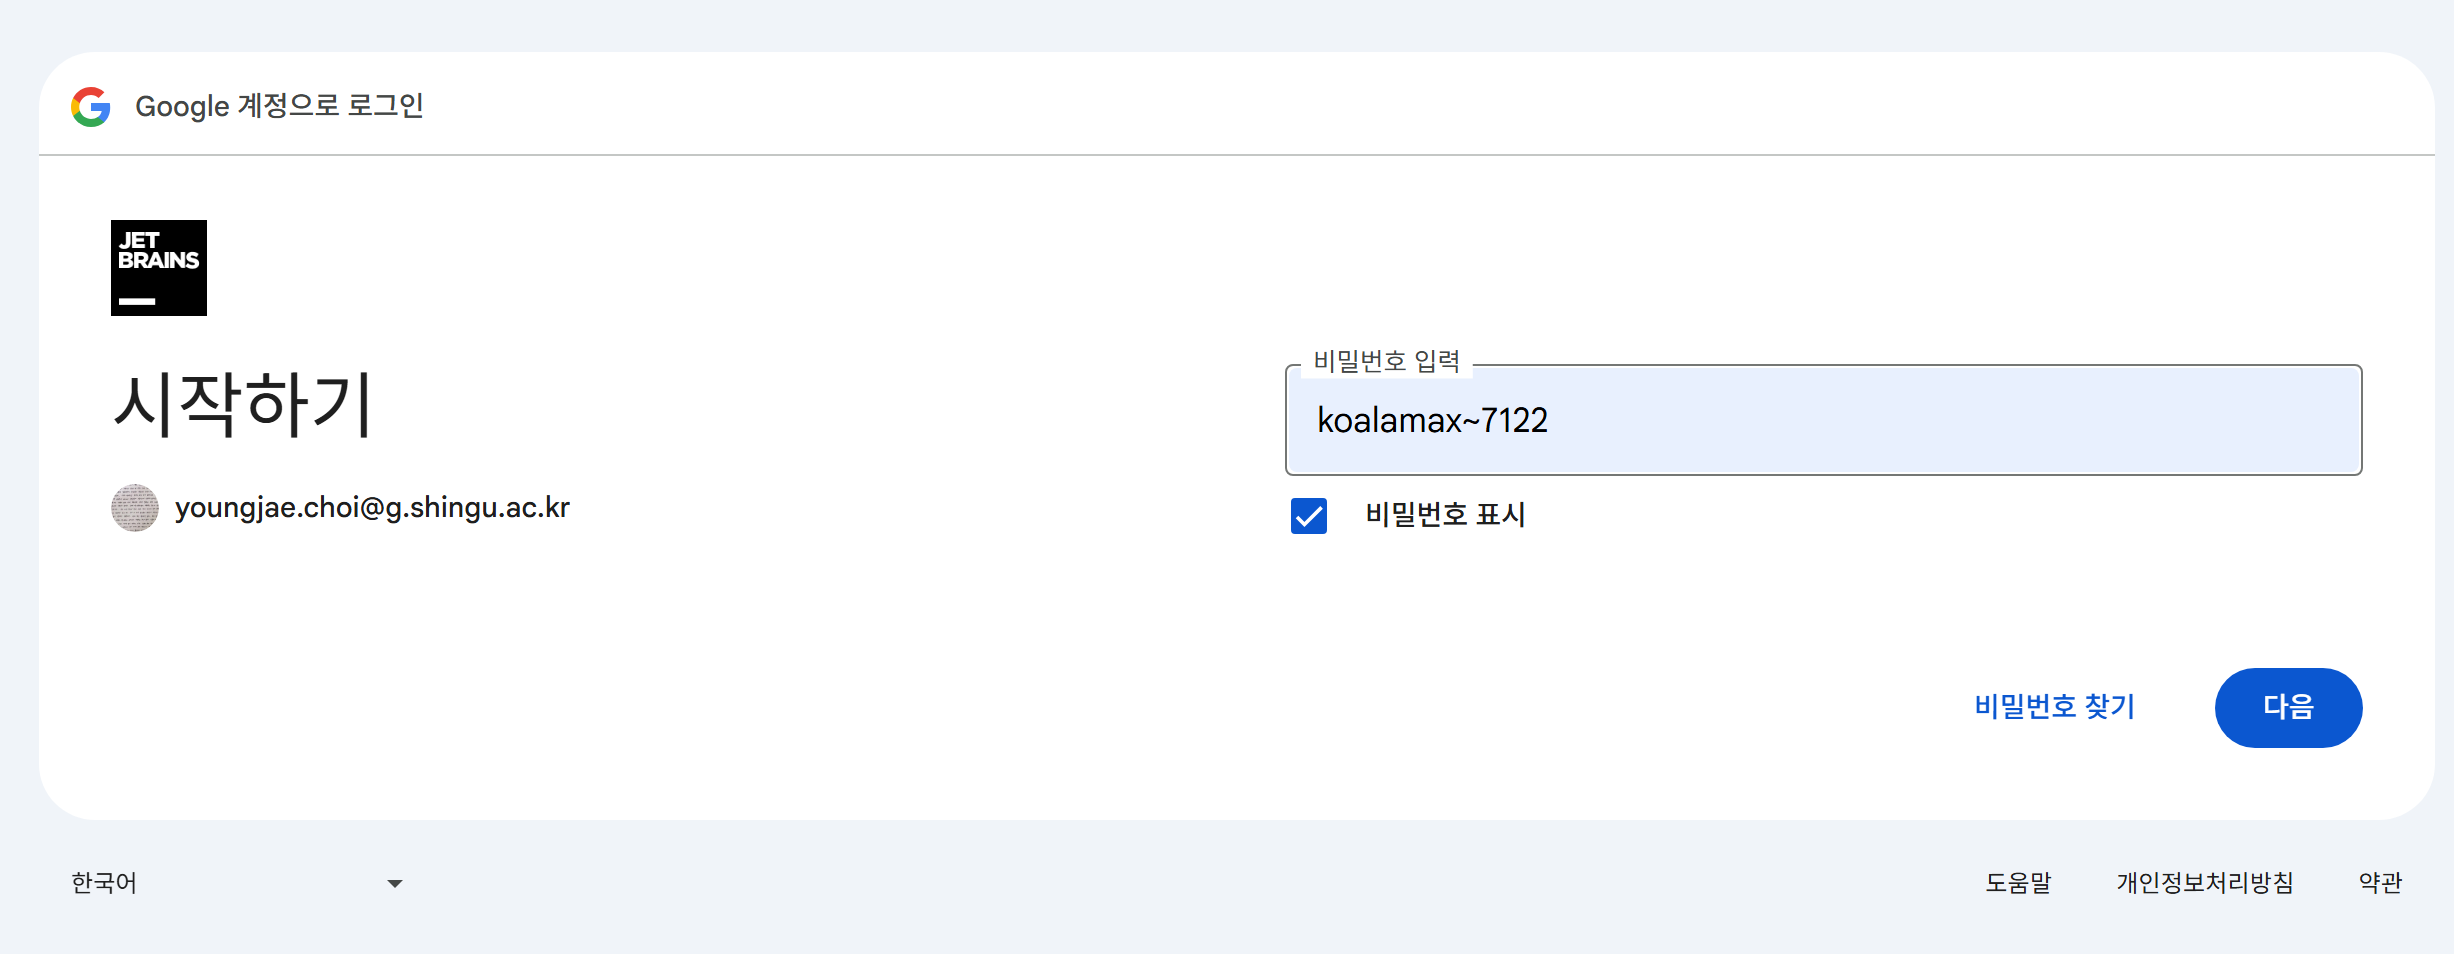 Google 계정으로 로그인
JET
BRAINS
시작하기
youngjae.choi@g.shingu.ac.kr
비밀번호 입력
koalamax~7122
비밀번호 표시
비밀번호 찾기
다음
한국어
도움말
개인정보처리방침
약관